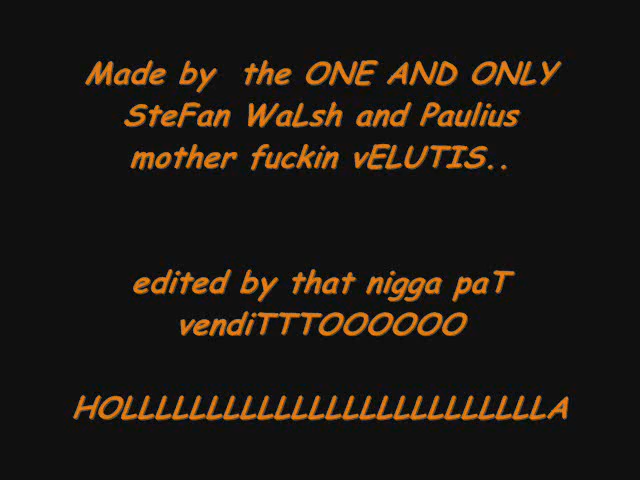 Made by the ONE AND ONLY
SteFan WaLsh and Paulius
mother fuckin vELUTIS..
edited by that nigga paT
vendiTTTOOOOOO
HOLLLLLLLLLLLLLLLLLLLLLLLLLA